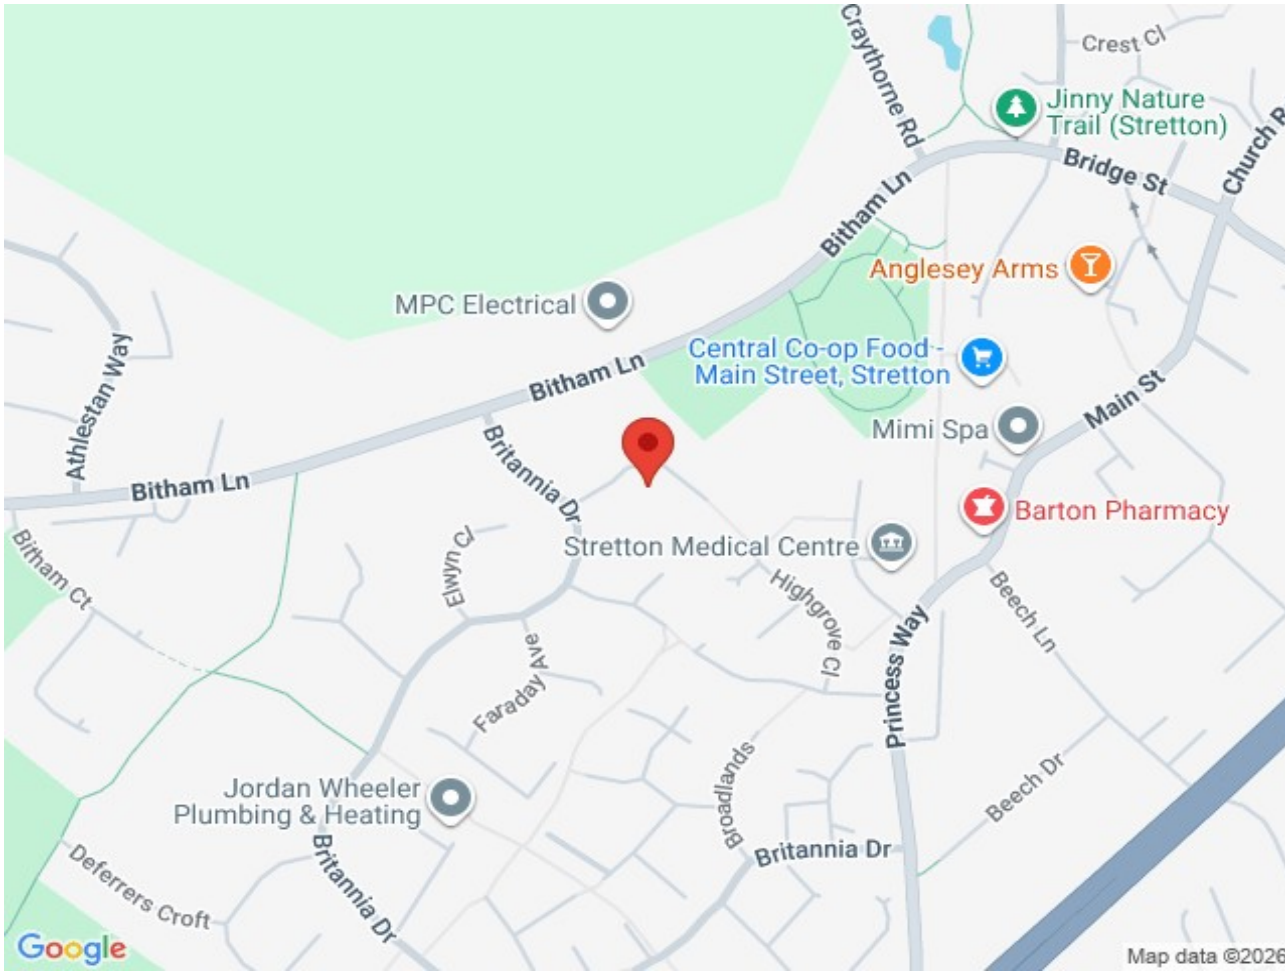 Craythorne Rd
Crest Cl
Jinny Nature
Trail (Stretton)
Church R
Bridge St
Bitham Ln
Anglesey Arms
MPC Electrical
Central Co-op Food -
Main Street, Stretton
Bitham Ln
Main St
Athlestan Way
Mimi Spa
Britannia Dr
Bitham Ln
Barton Pharmacy
Stretton Medical Centre
Bitham Ct
Elwyn Cl
Highgrove Cl
Beech Ln
Princess Way
Faraday Ave
Jordan Wheeler
Plumbing & Heating
Broadlands
Beech Dr
Britannia Dr
Britannia Dr
Deferrers Croft
Google
Map data ©2026